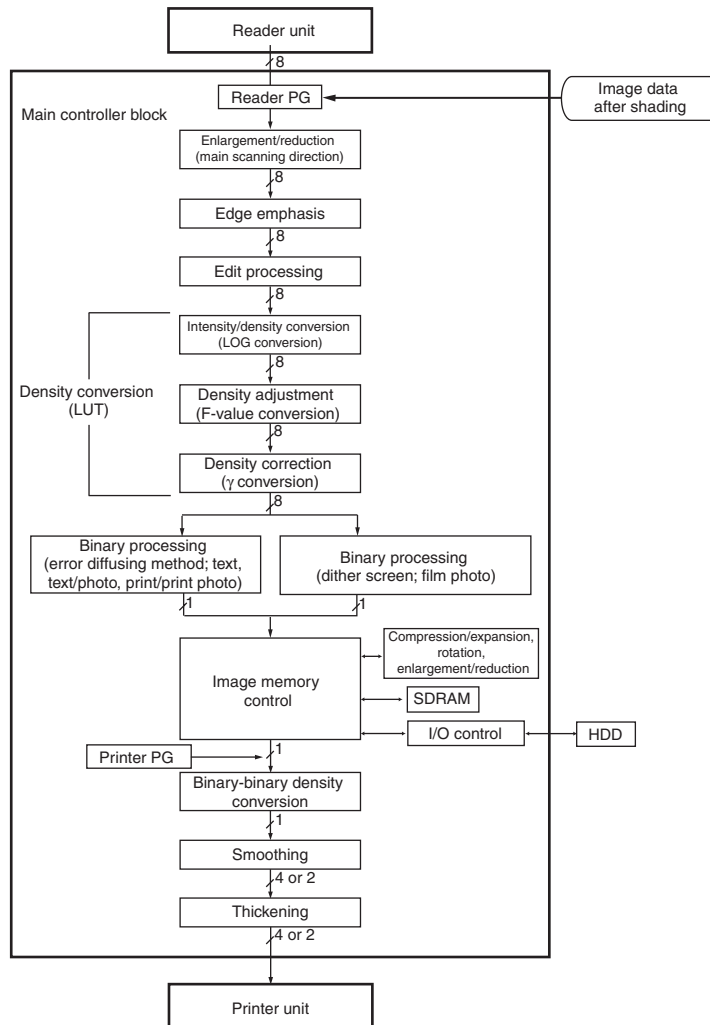 Reader unit
8
Reader PG
Image data
after shading
Main controller block
Enlargement/reduction
(main scanning direction)
8
Edge emphasis
8
Edit processing
8
Intensity/density conversion
(LOG conversion)
8
Density conversion
(LUT)
Density adjustment
(F-value conversion)
8
Density correction
(γ conversion)
8
Binary processing
(error diffusing method; text,
text/photo, print/print photo)
Binary processing
(dither screen; film photo)
1
1
Image memory
control
Compression/expansion,
rotation,
enlargement/reduction
SDRAM
I/O control
HDD
Printer PG
1
Binary-binary density
conversion
1
Smoothing
4 or 2
Thickening
4 or 2
Printer unit